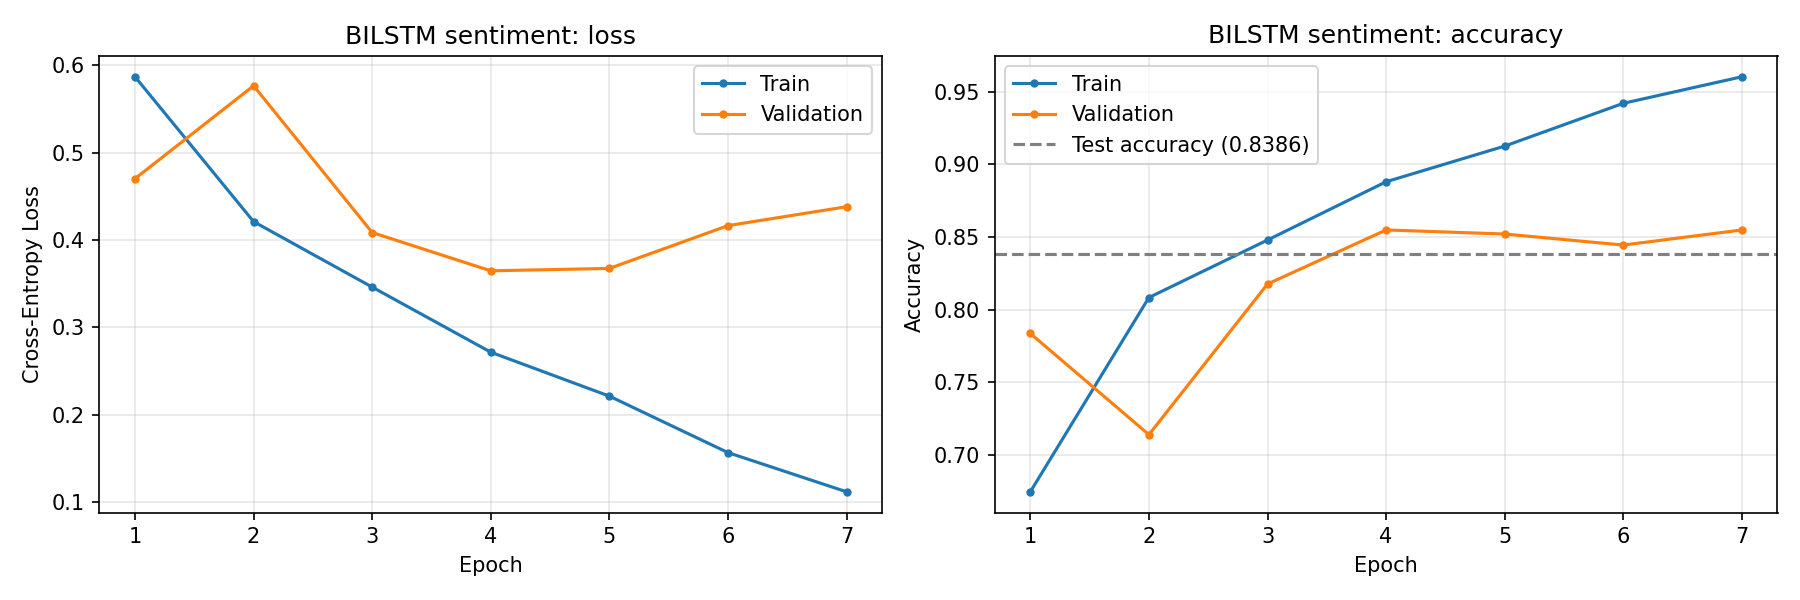 BILSTM sentiment: loss
0.6
0.5
0.4
0.3
0.2
0.1
Cross-Entropy Loss
Train
Validation
1 2 3 4 5 6 7
Epoch
BILSTM sentiment: accuracy
0.95
0.90
0.85
0.80
0.75
0.70
Accuracy
Train
Validation
Test accuracy (0.8386)
1 2 3 4 5 6 7
Epoch